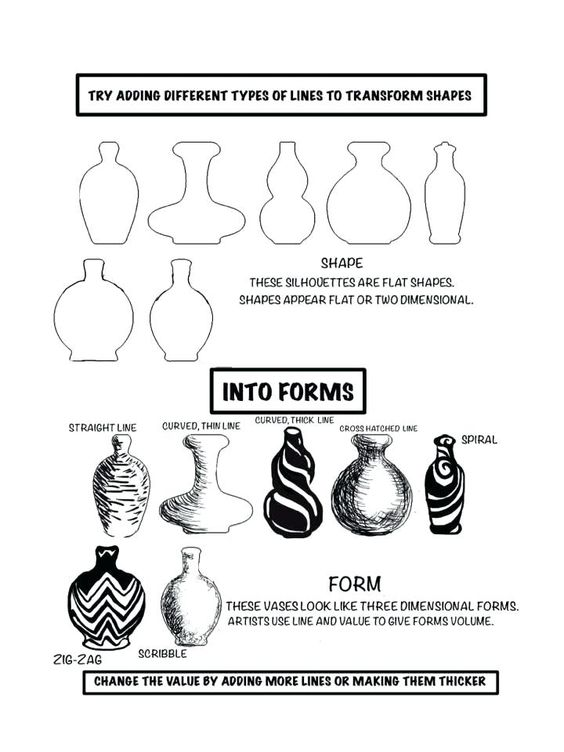 TRY ADDING DIFFERENT TYPES OF LINES TO TRANSFORM SHAPES
SHAPE
THESE SILHOUETTES ARE FLAT SHAPES.
SHAPES APPEAR FLAT OR TWO DIMENSIONAL.
INTO FORMS
STRAIGHT LINE
CURVED, THIN LINE
CURVED, THICK LINE
CROSS HATCHED LINE
SPIRAL
FORM
THESE VASES LOOK LIKE THREE DIMENSIONAL FORMS.
ARTISTS USE LINE AND VALUE TO GIVE FORMS VOLUME.
ZIG-ZAG
SCRIBBLE
CHANGE THE VALUE BY ADDING MORE LINES OR MAKING THEM THICKER